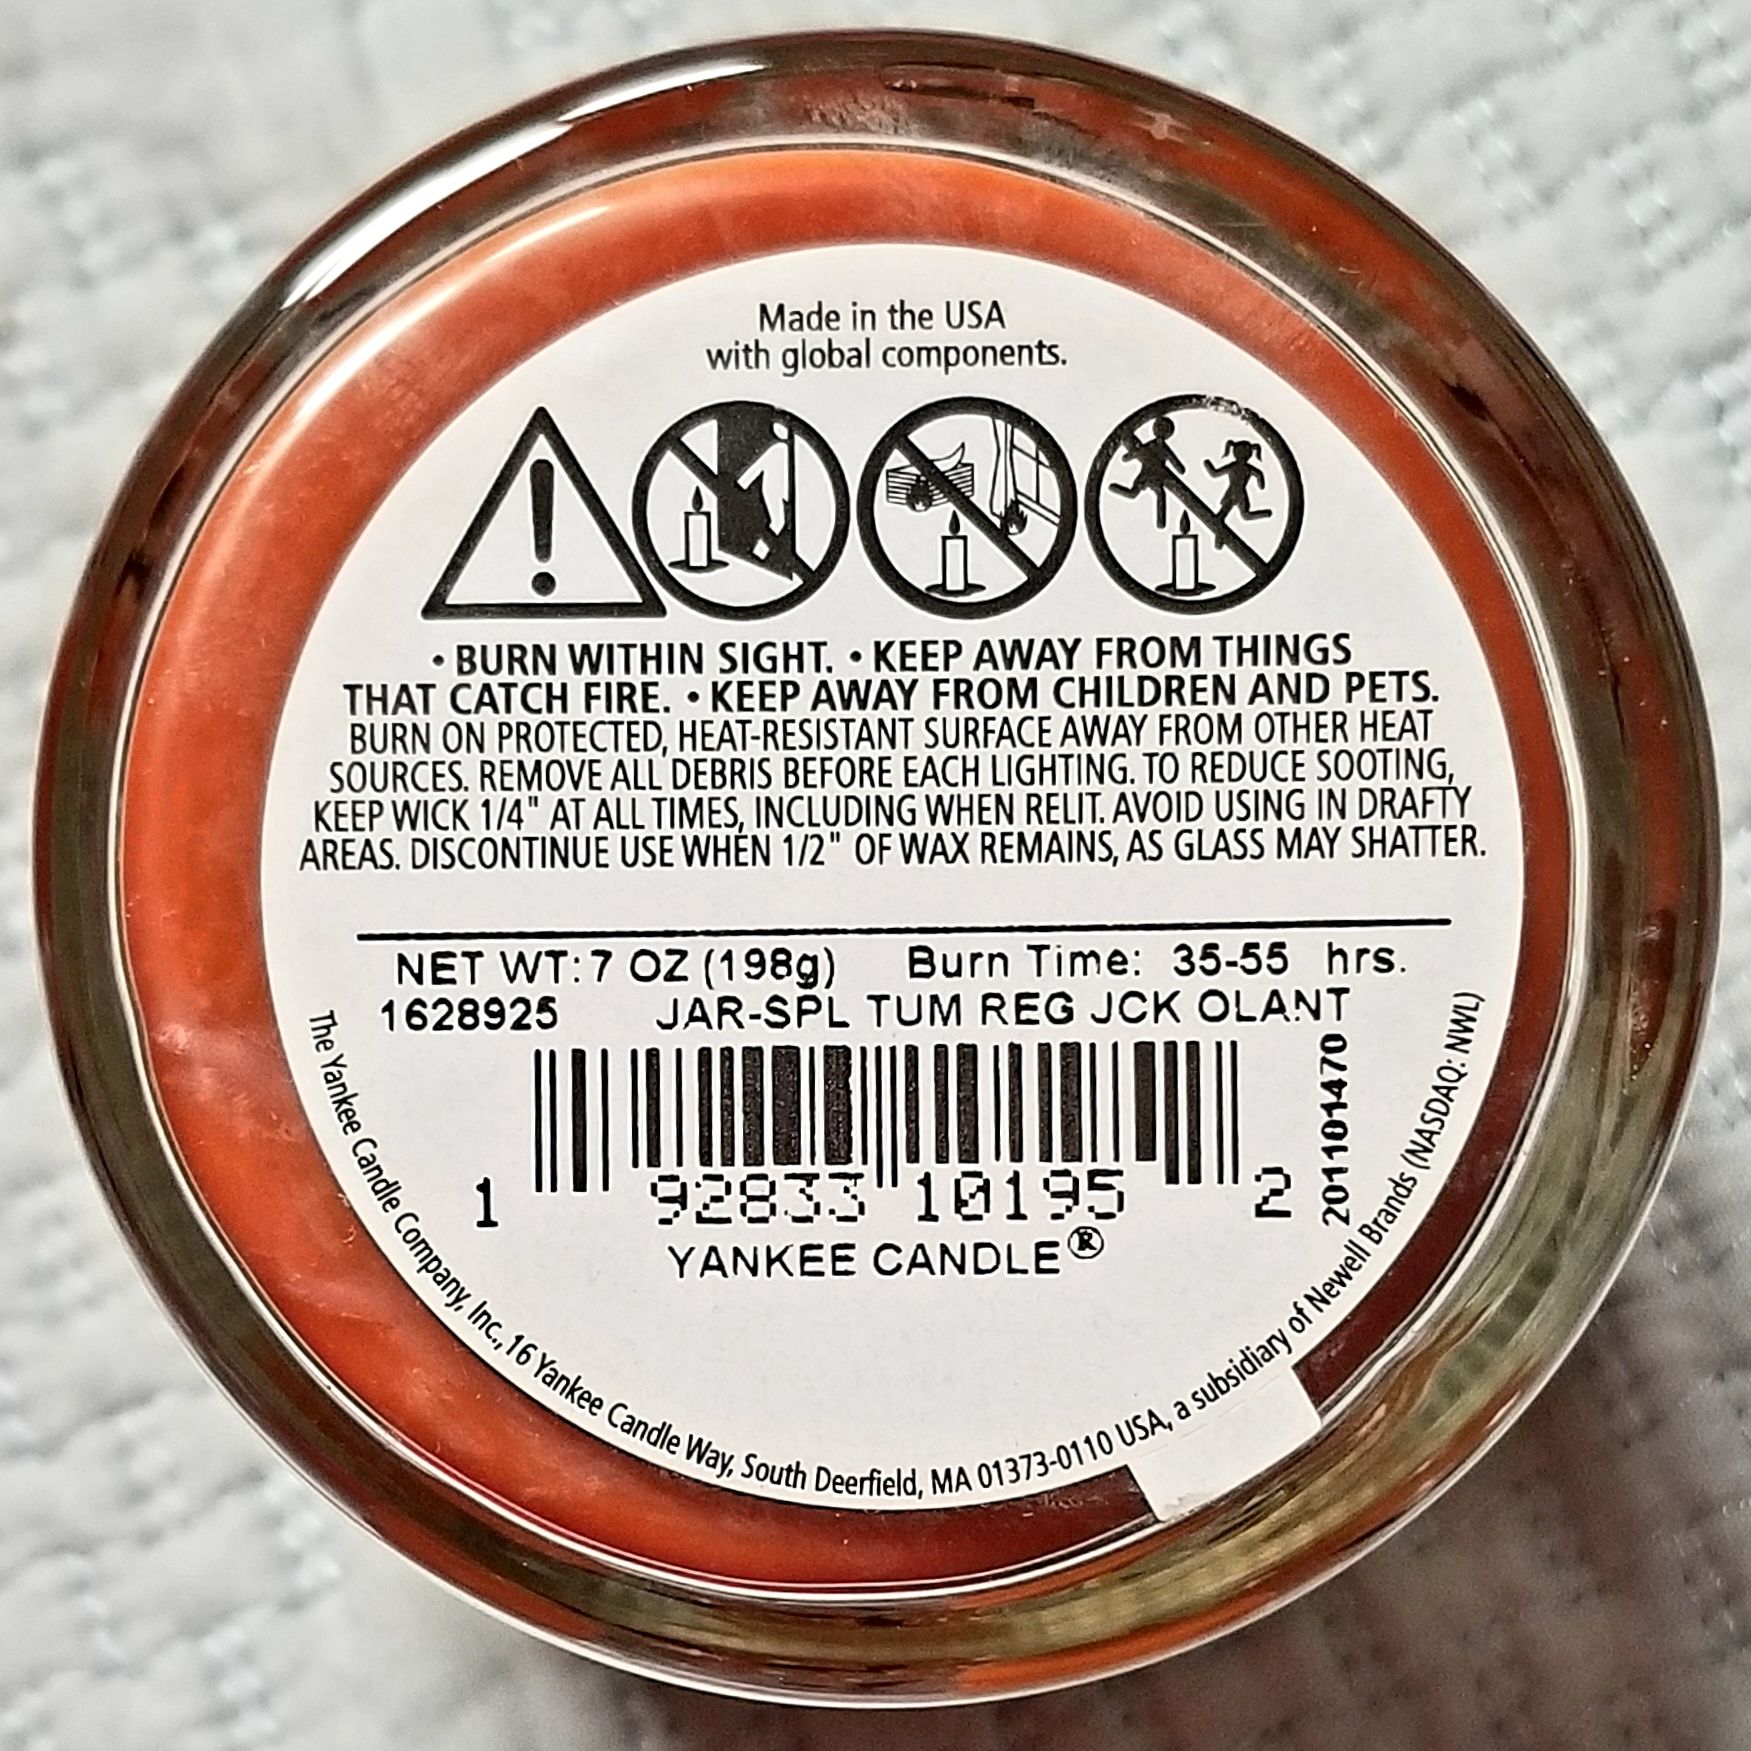 Made in the USA
with global components.
• BURN WITHIN SIGHT. • KEEP AWAY FROM THINGS
THAT CATCH FIRE. • KEEP AWAY FROM CHILDREN AND PETS.
BURN ON PROTECTED, HEAT-RESISTANT SURFACE AWAY FROM OTHER HEAT
SOURCES. REMOVE ALL DEBRIS BEFORE EACH LIGHTING. TO REDUCE SOOTING,
KEEP WICK 1/4" AT ALL TIMES, INCLUDING WHEN RELIT. AVOID USING IN DRAFTY
AREAS. DISCONTINUE USE WHEN 1/2" OF WAX REMAINS, AS GLASS MAY SHATTER.
NET WT: 7 OZ (198g) Burn Time: 35-55 hrs.
1628925 JAR-SPL TUM REG JCK OLANT
1 92833 10195 2
201101470
YANKEE CANDLE®
The Yankee Candle Company, Inc., 16 Yankee Candle Way, South Deerfield, MA 01373-0110 USA, a subsidiary of Newell Brands (NASDAQ: NWL)